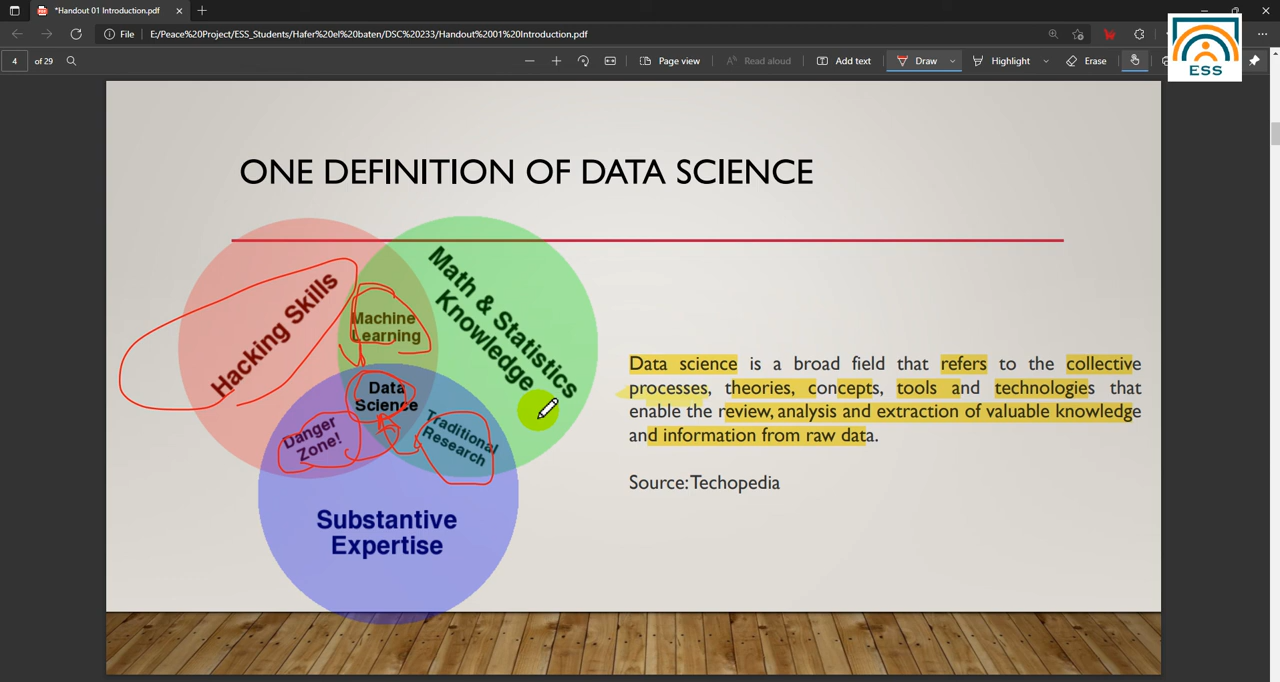 *Handout 01 Introduction.pdf
File
E:/Peace%20Project/ESS_Students/Hafer%20el%20baten/DSC%20233/Handout%2001%20Introduction.pdf
4 of 29
Page view
Read aloud
Add text
Draw
Highlight
Erase
ESS
ONE DEFINITION OF DATA SCIENCE
Hacking Skills
Math & Statistics
Knowledge
Machine
Learning
Data
Science
Danger
Zone!
Traditional
Research
Substantive
Expertise
Data science is a broad field that refers to the collective
processes, theories, concepts, tools and technologies that
enable the review, analysis and extraction of valuable knowledge
and information from raw data.
Source: Techopedia